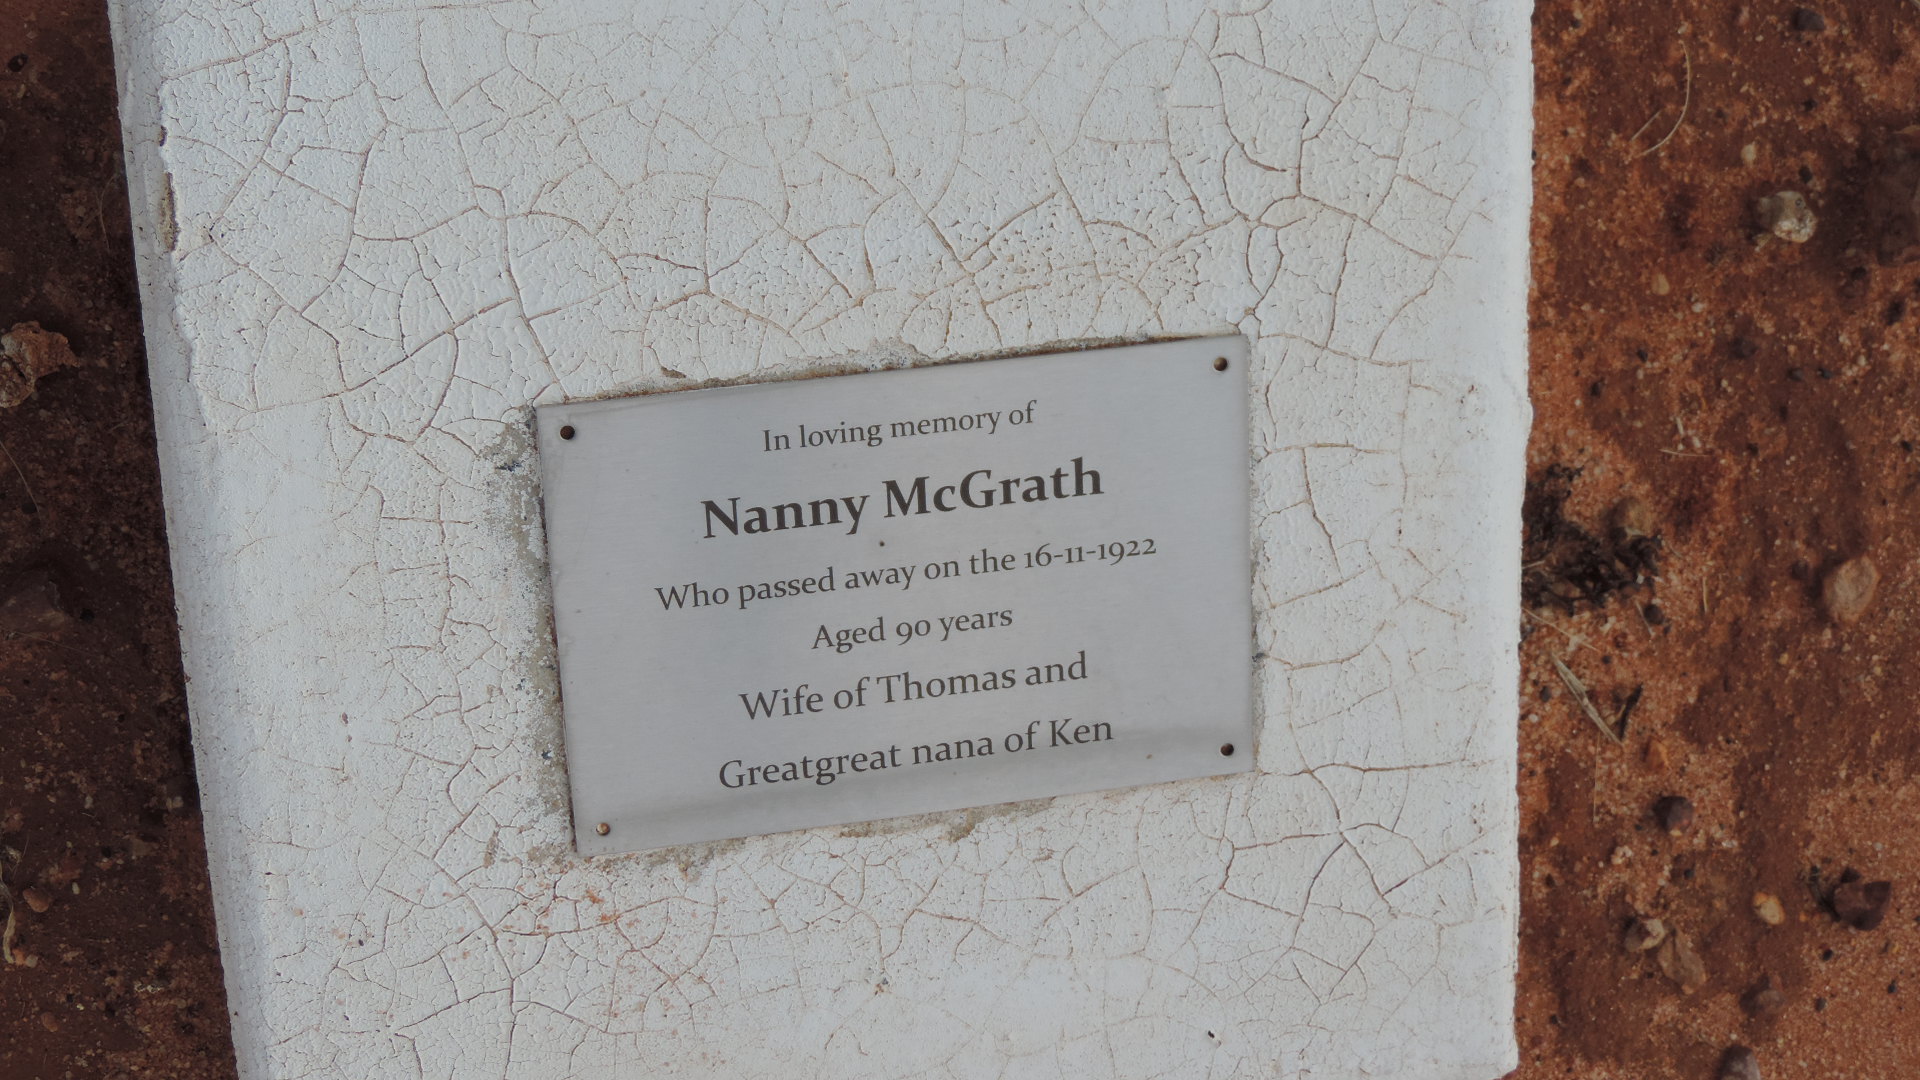 In loving memory of
Nanny McGrath
Who passed away on the 16-11-1922
Aged 90 years
Wife of Thomas and
Greatgreat nana of Ken